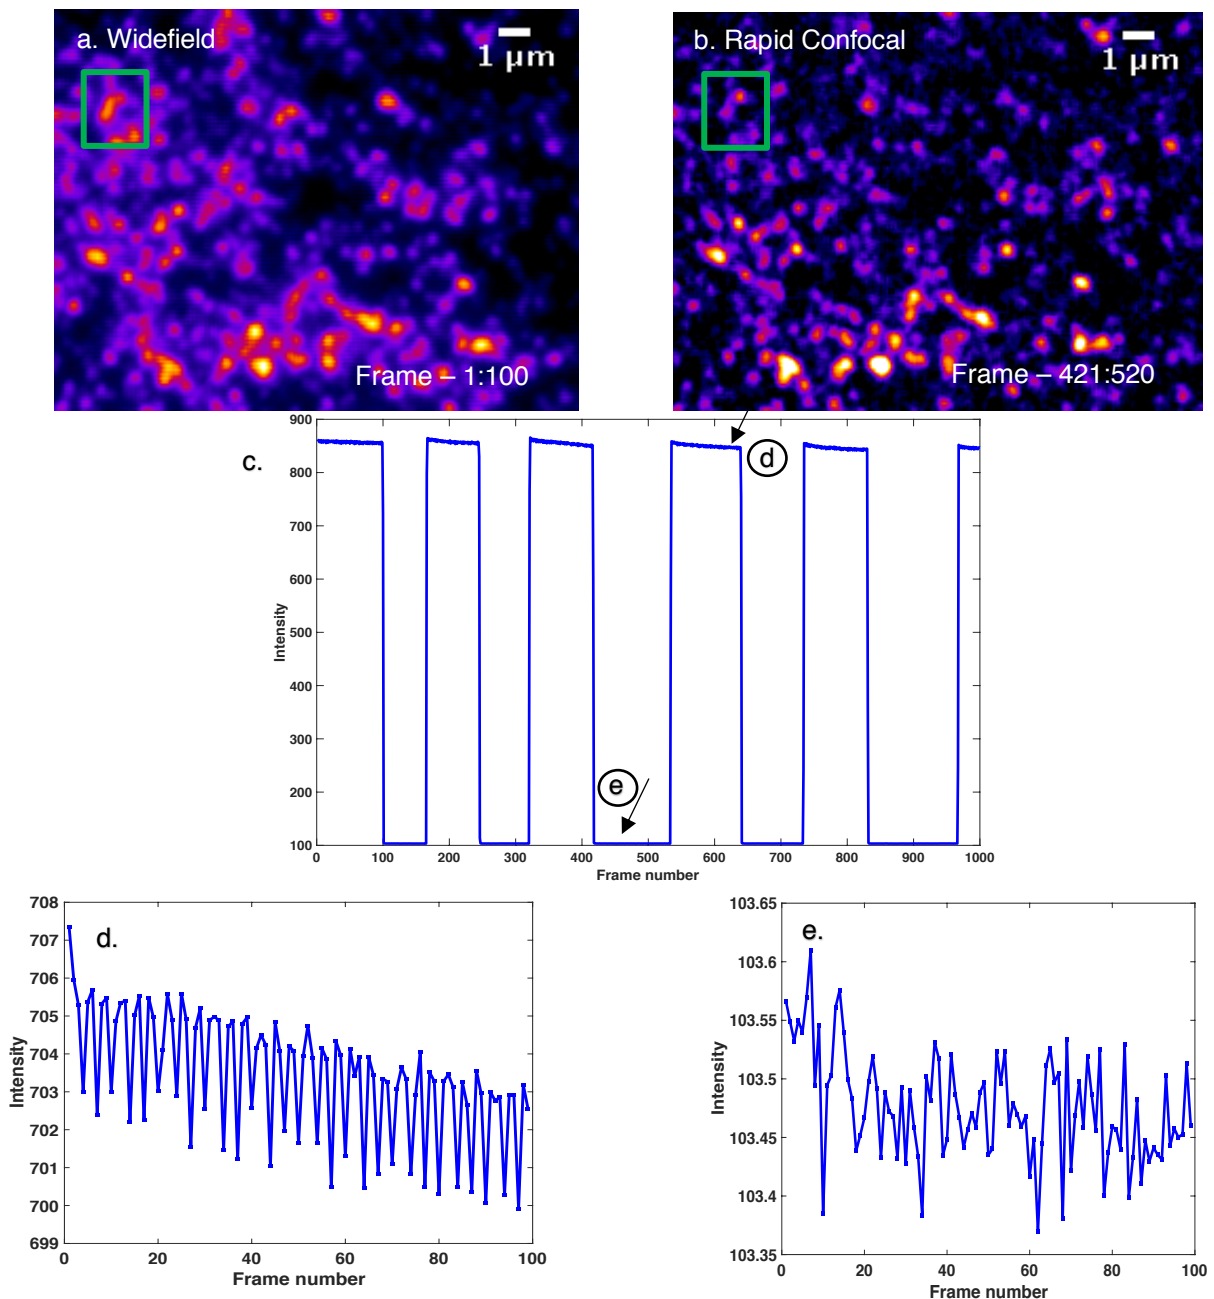 a. Widefield
1 µm
Frame – 1:100
b. Rapid Confocal
1 µm
Frame – 421:520
c.
900
800
700
600
500
400
300
200
100
Intensity
0 100 200 300 400 500 600 700 800 900 1000
Frame number
d
e
d.
708
707
706
705
704
703
702
701
700
699
Intensity
0 20 40 60 80 100
Frame number
e.
103.65
103.6
103.55
103.5
103.45
103.4
103.35
Intensity
0 20 40 60 80 100
Frame number